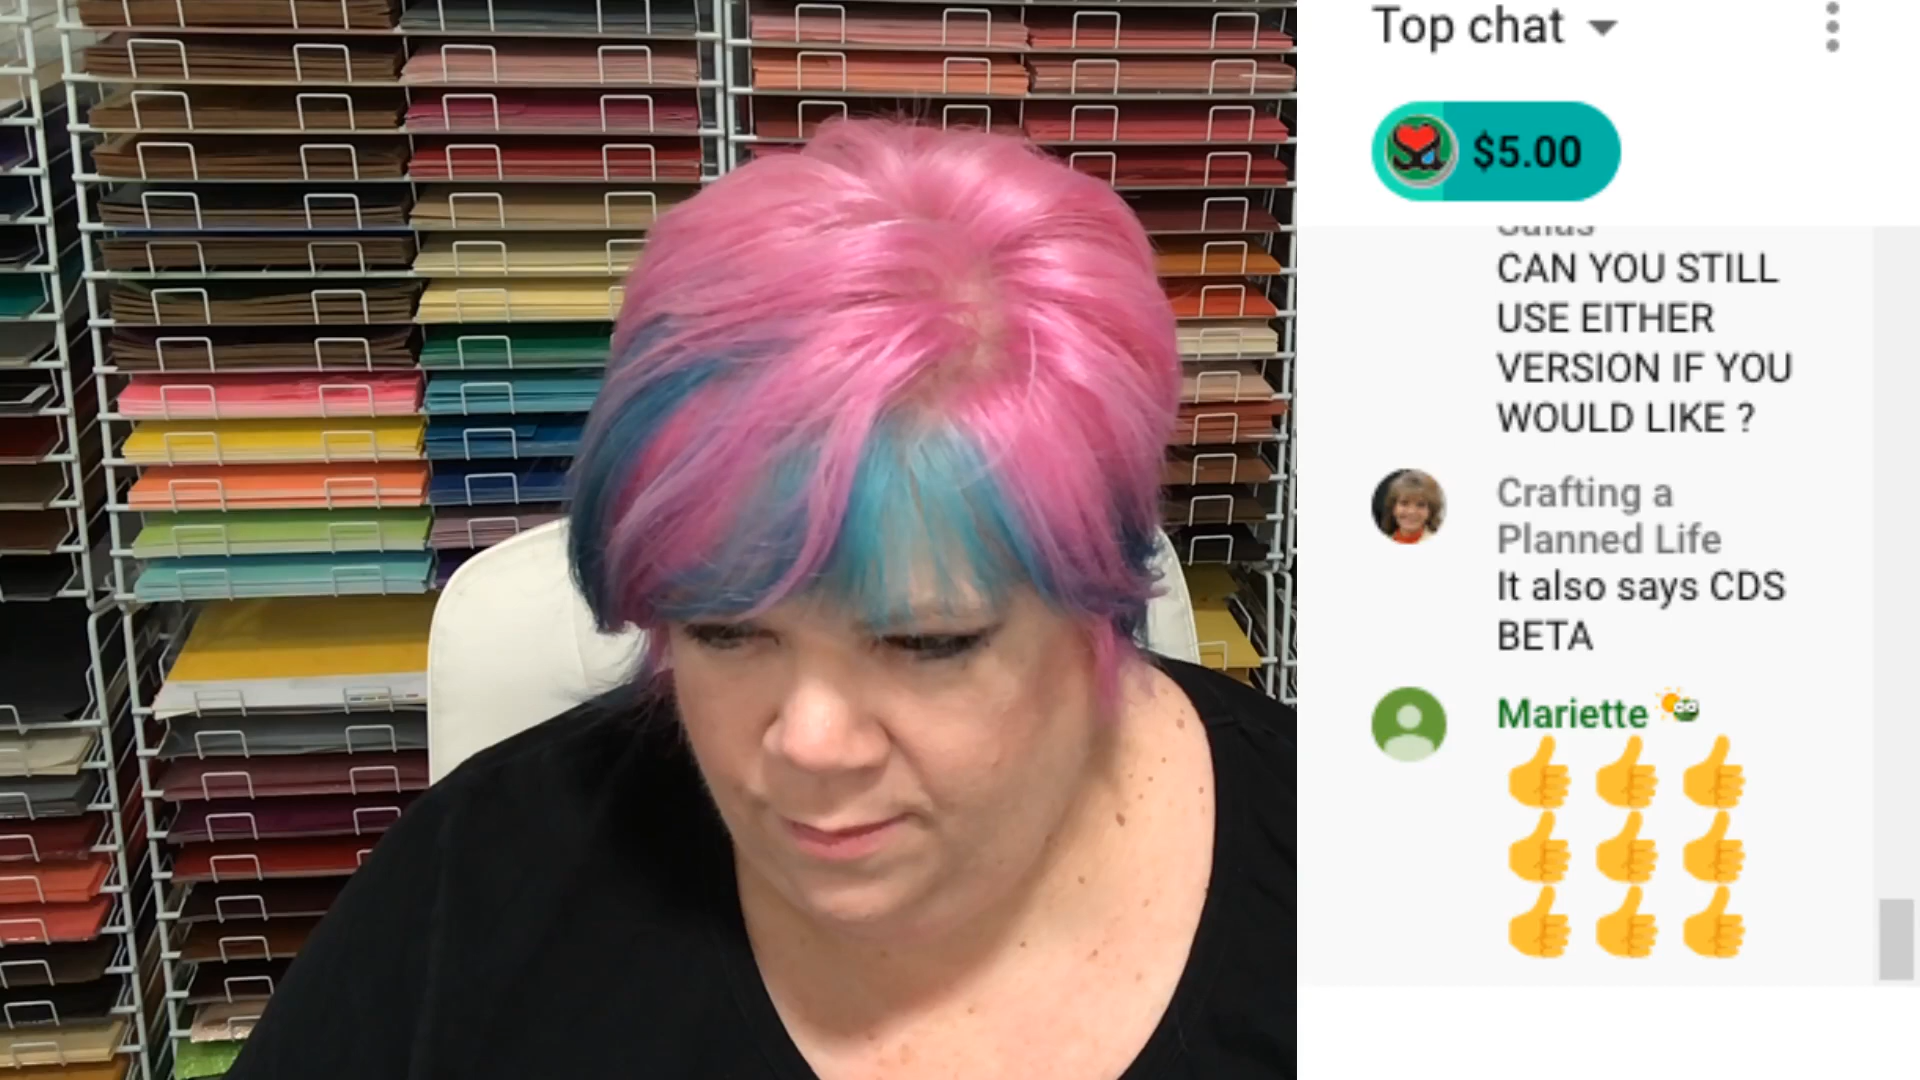 Top chat
$5.00
CAN YOU STILL
USE EITHER
VERSION IF YOU
WOULD LIKE ?
Crafting a
Planned Life
It also says CDS
BETA
Mariette